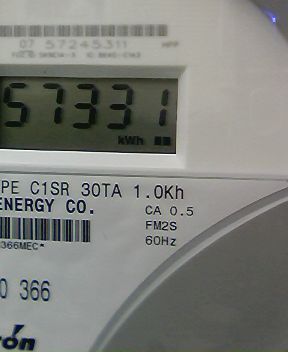 07 57245311
57331
kWh
PE C1SR 30TA 1.0Kh
ENERGY CO.
CA 0.5
FM2S
60Hz
366MEC*
0 366
rón